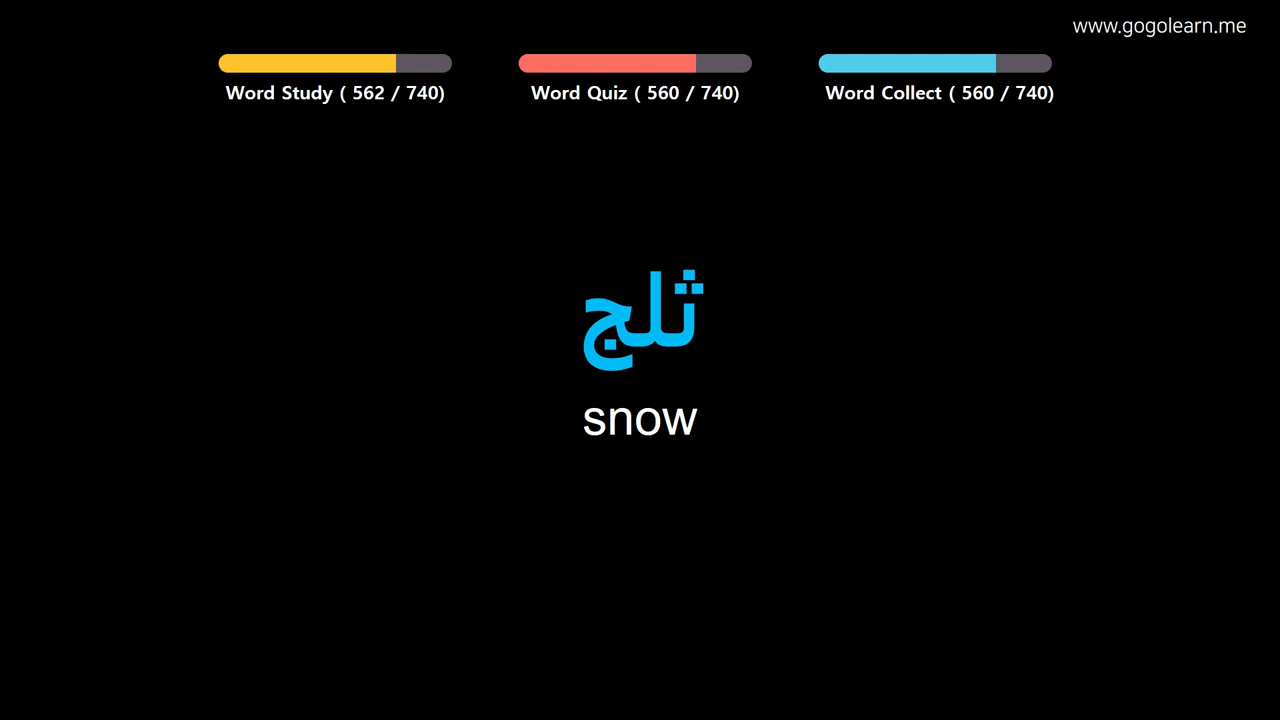 www.gogolearn.me
Word Study ( 562 / 740)
Word Quiz ( 560 / 740)
Word Collect ( 560 / 740)
ثلج
snow